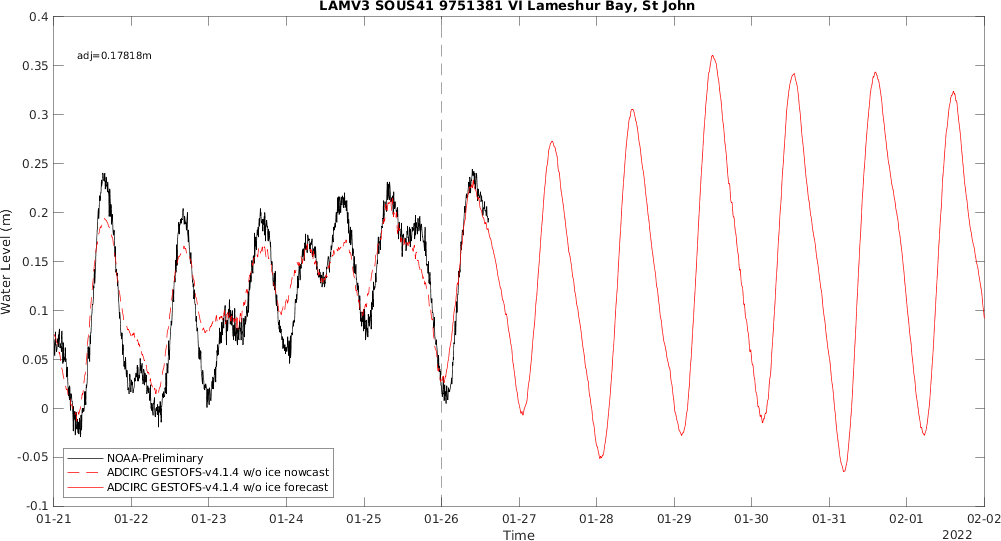 LAMV3 SOUS41 9751381 VI Lameshur Bay, St John
adj=0.17818m
Water Level (m)
0.4
0.35
0.3
0.25
0.2
0.15
0.1
0.05
0
-0.05
-0.1
NOAA-Preliminary
ADCIRC GESTOFS-v4.1.4 w/o ice nowcast
ADCIRC GESTOFS-v4.1.4 w/o ice forecast
01-21 01-22 01-23 01-24 01-25 01-26 01-27 01-28 01-29 01-30 01-31 02-01 02-02
Time
2022